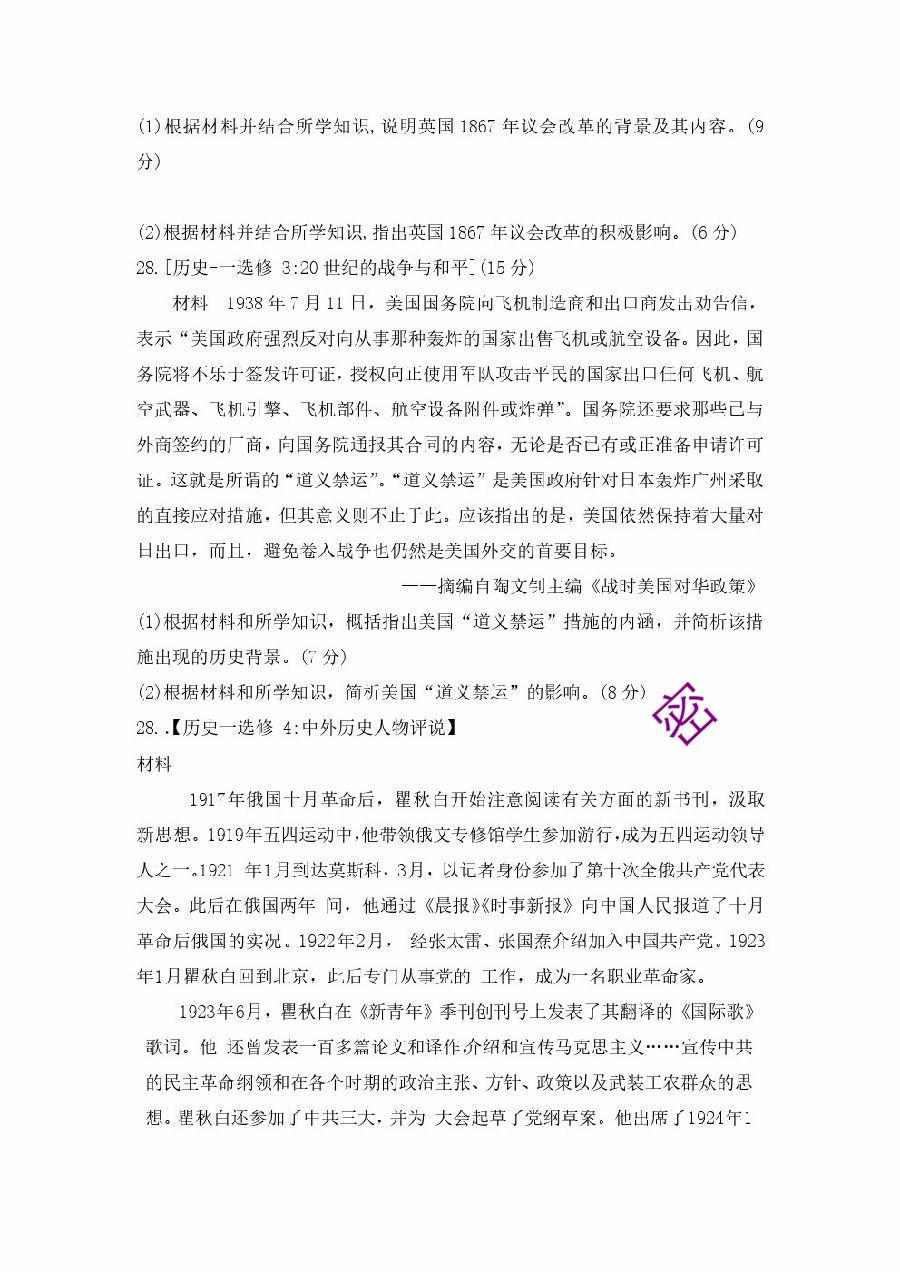 (1)根据材料并结合所学知识,说明英国1867年议会改革的背景及其内容。(9
分)
(2)根据材料并结合所学知识,指出英国1867年议会改革的积极影响。(6分)
28.[历史-一选修 3:20世纪的战争与和平](15分)
材料 1938年7月11日，美国国务院向飞机制造商和出口商发出劝告信，
表示“美国政府强烈反对向从事那种轰炸的国家出售飞机或航空设备。因此，国
务院将不乐于签发许可证，授权向正使用军队攻击平民的国家出口任何飞机、航
空武器、飞机引擎、飞机部件、航空设备附件或炸弹”。国务院还要求那些已与
外商签约的厂商，向国务院通报其合同的内容，无论是否已有或正准备申请许可
证。这就是所谓的“道义禁运”。“道义禁运”是美国政府针对日本轰炸广州采取
的直接应对措施，但其意义则不止于此。应该指出的是，美国依然保持着大量对
日出口，而且，避免卷入战争也仍然是美国外交的首要目标。
——摘编自陶文钊主编《战时美国对华政策》
(1)根据材料和所学知识，概括指出美国“道义禁运”措施的内涵，并简析该措
施出现的历史背景。(7分)
(2)根据材料和所学知识，简析美国“道义禁运”的影响。(8分)
密
28..【历史一选修 4:中外历史人物评说】
材料
1917年俄国十月革命后，瞿秋白开始注意阅读有关方面的新书刊，汲取
新思想。1919年五四运动中,他带领俄文专修馆学生参加游行,成为五四运动领导
人之一。1921 年1月到达莫斯科．3月，以记者身份参加了第十次全俄共产党代表
大会。此后在俄国两年 间，他通过《晨报》《时事新报》向中国人民报道了十月
革命后俄国的实况。1922年2月， 经张太雷、张国焘介绍加入中国共产党。1923
年1月瞿秋白回到北京，此后专门从事党的 工作，成为一名职业革命家。
1923年6月，瞿秋白在《新青年》季刊创刊号上发表了其翻译的《国际歌》
歌词。他 还曾发表一百多篇论文和译作,介绍和宣传马克思主义……宣传中共
的民主革命纲领和在各个时期的政治主张、方针、政策以及武装工农群众的思
想。瞿秋白还参加了中共三大，并为 大会起草了党纲草案。他出席了1924年1